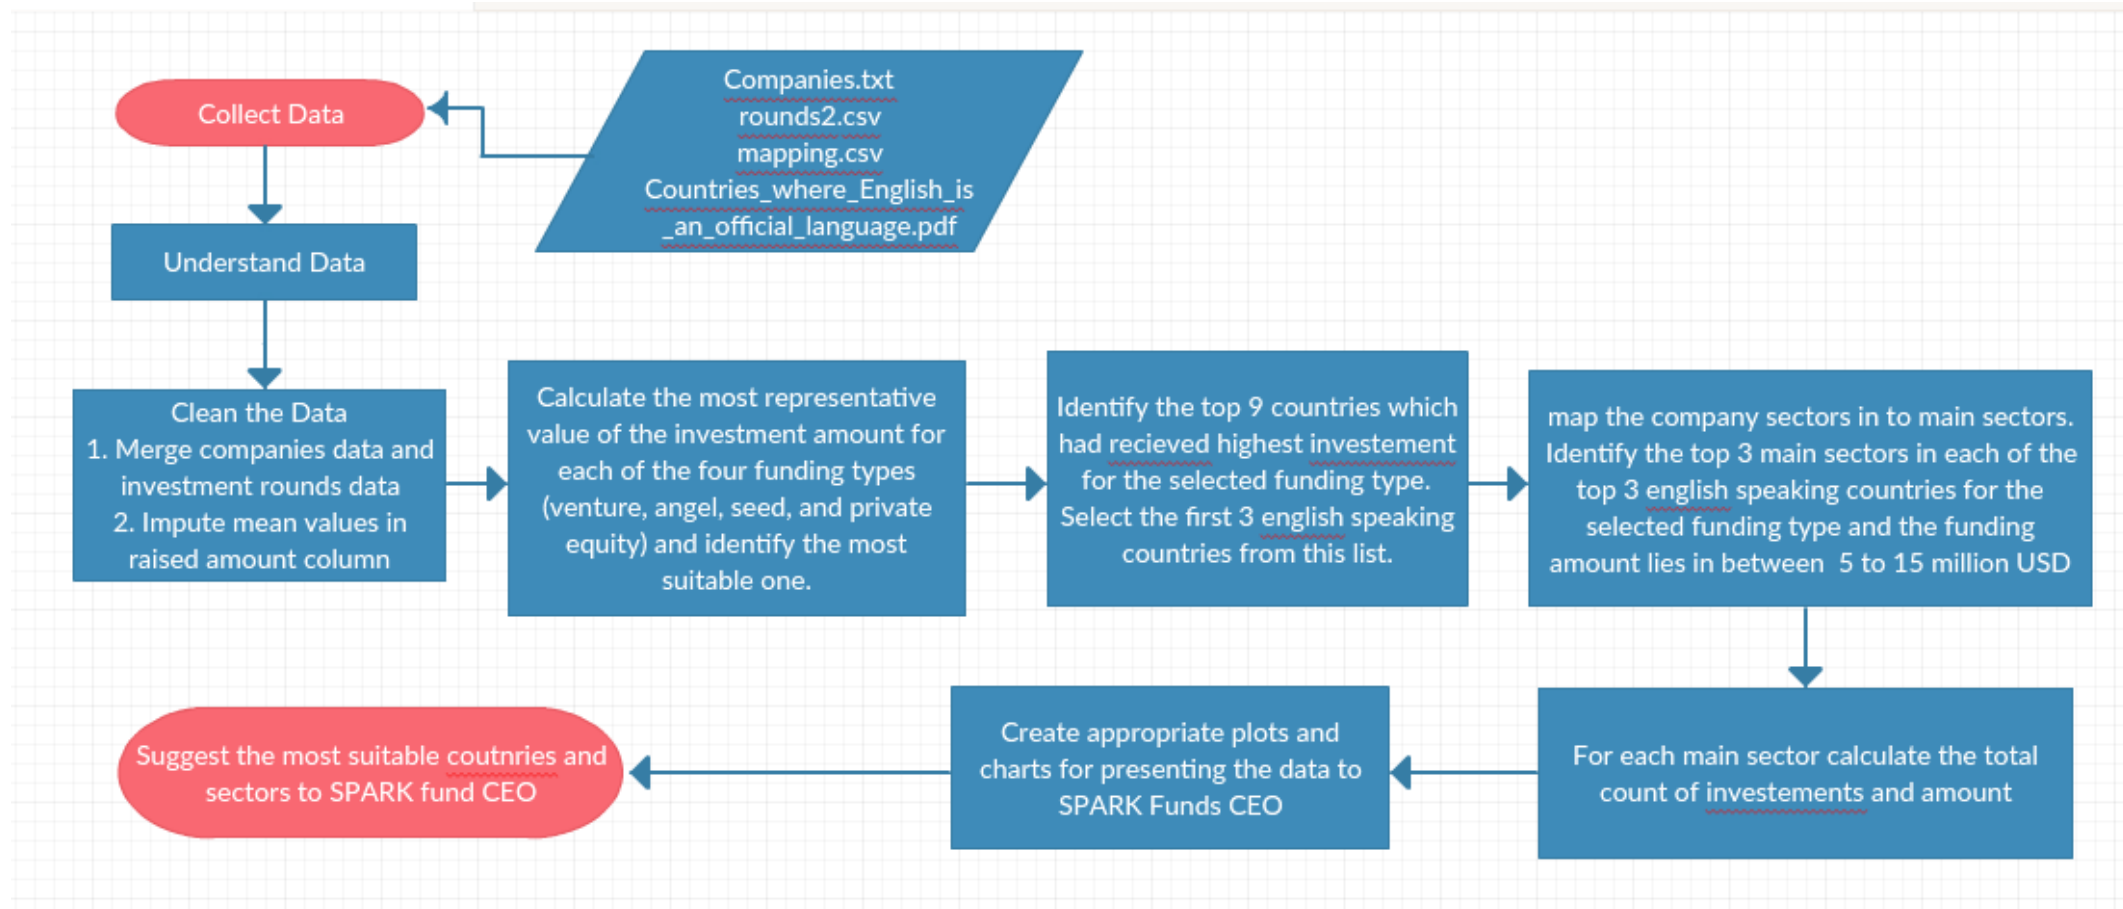 Collect Data
Companies.txt
rounds2.csv
mapping.csv
Countries_where_English_is
_an_official_language.pdf
Understand Data
Clean the Data
1. Merge companies data and
investment rounds data
2. Impute mean values in
raised amount column
Calculate the most representative
value of the investment amount for
each of the four funding types
(venture, angel, seed, and private
equity) and identify the most
suitable one.
Identify the top 9 countries which
had recieved highest investement
for the selected funding type.
Select the first 3 english speaking
countries from this list.
map the company sectors in to main sectors.
Identify the top 3 main sectors in each of the
top 3 english speaking countries for the
selected funding type and the funding
amount lies in between  5 to 15 million USD
For each main sector calculate the total
count of investements and amount
Create appropriate plots and
charts for presenting the data to
SPARK Funds CEO
Suggest the most suitable coutnries and
sectors to SPARK fund CEO